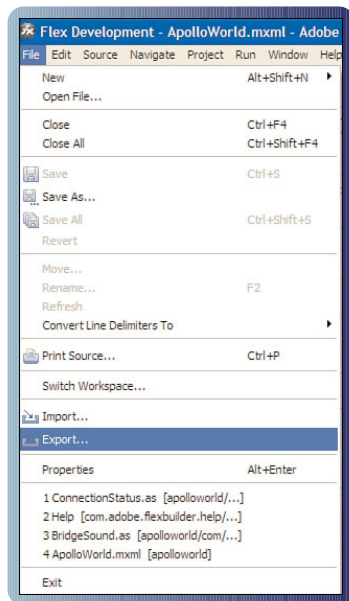 Flex Development - ApolloWorld.mxml - Adobe
File Edit Source Navigate Project Run Window Help
New Alt+Shift+N
Open File...
Close Ctrl+F4
Close All Ctrl+Shift+F4
Save Ctrl+S
Save As...
Save All Ctrl+Shift+S
Revert
Move...
Rename... F2
Refresh
Convert Line Delimiters To
Print Source... Ctrl+P
Switch Workspace...
Import...
Export...
Properties Alt+Enter
1 ConnectionStatus.as [apolloworld/...]
2 Help [com.adobe.flexbuilder.help/...]
3 BridgeSound.as [apolloworld/com/...]
4 ApolloWorld.mxml [apolloworld]
Exit